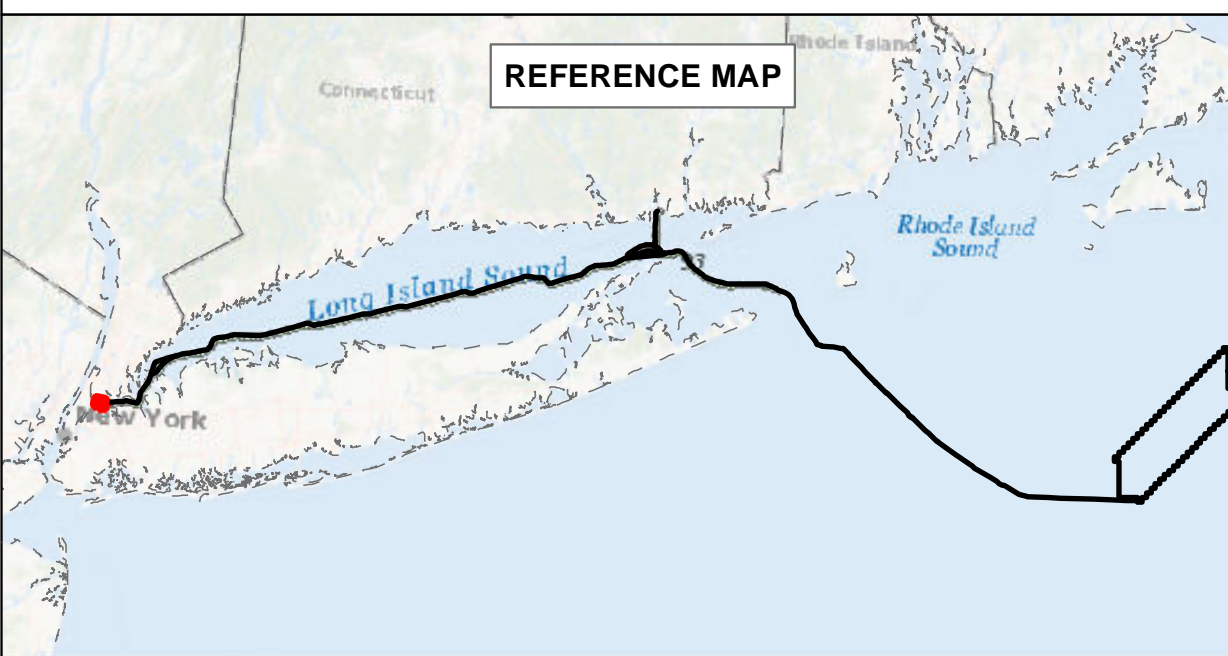 Rhode Island
REFERENCE MAP
Connecticut
Rhode Island
Sound
Long Island Sound
New York